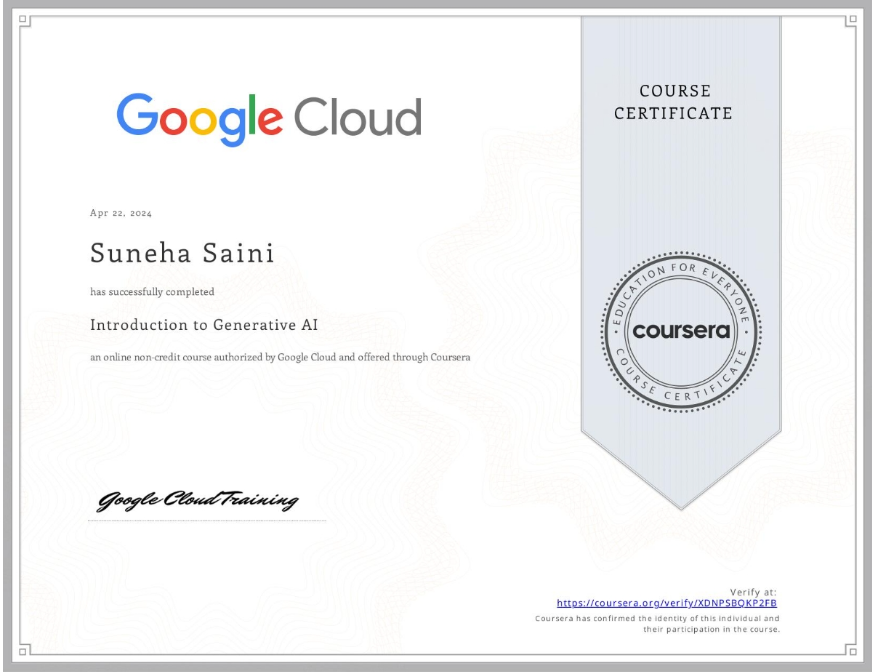 Google Cloud
COURSE
CERTIFICATE
Apr 22, 2024
Suneha Saini
has successfully completed
Introduction to Generative AI
an online non-credit course authorized by Google Cloud and offered through Coursera
EDUCATION FOR EVERYONE
coursera
COURSE CERTIFICATE
Google Cloud Training
Verify at:
https://coursera.org/verify/XDNPSBQKP2FB
Coursera has confirmed the identity of this individual and
their participation in the course.